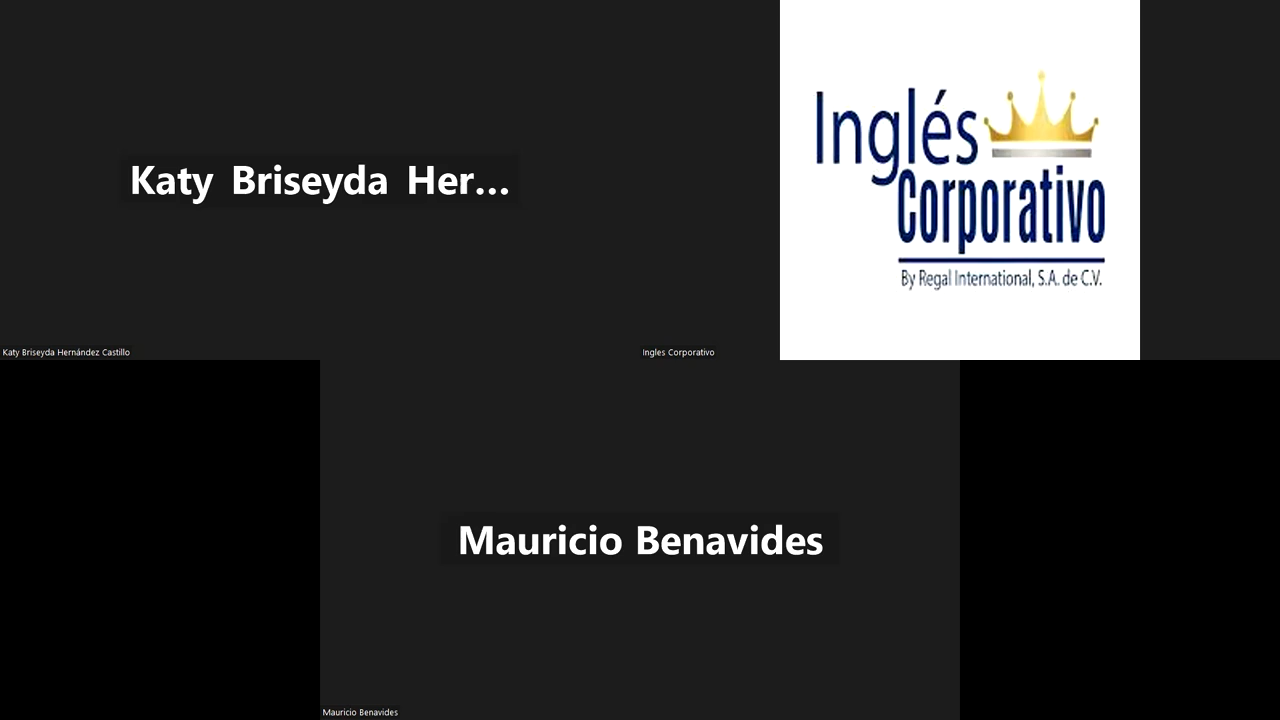 Katy Briseyda Her...
Katy Briseyda Hernández Castillo
Inglés
Corporativo
By Regal International, S.A. de C.V.
Ingles Corporativo
Mauricio Benavides
Mauricio Benavides